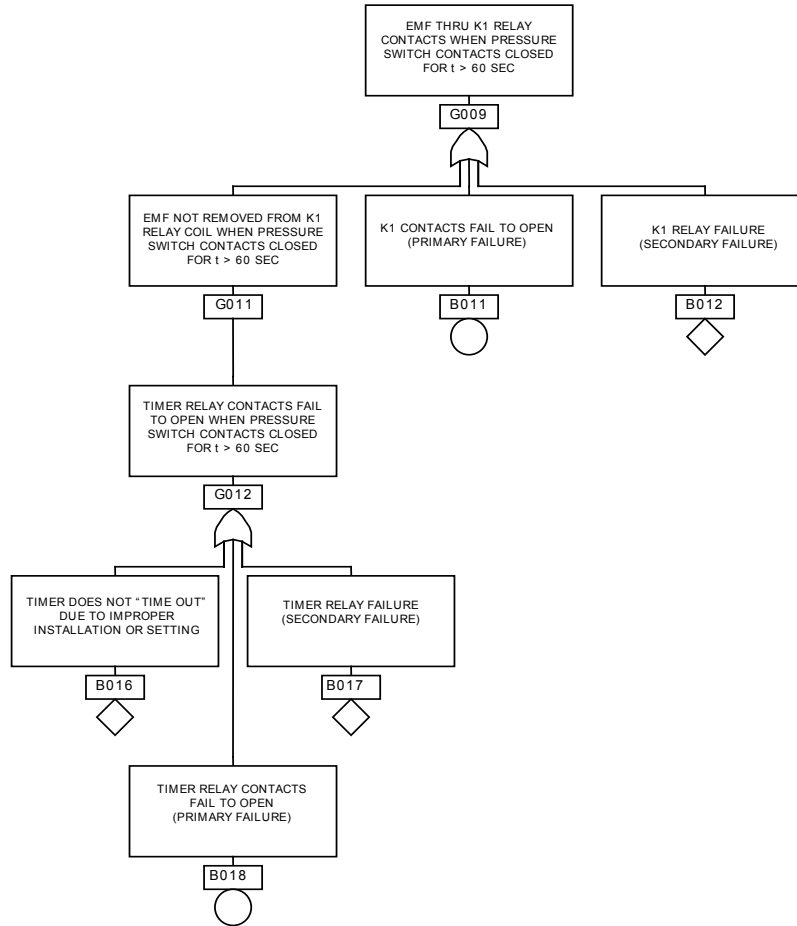 EMF THRU K1 RELAY
CONTACTS WHEN PRESSURE
SWITCH CONTACTS CLOSED
FOR t > 60 SEC
G009
EMF NOT REMOVED FROM K1
RELAY COIL WHEN PRESSURE
SWITCH CONTACTS CLOSED
FOR t > 60 SEC
G011
K1 CONTACTS FAIL TO OPEN
(PRIMARY FAILURE)
B011
K1 RELAY FAILURE
(SECONDARY FAILURE)
B012
TIMER RELAY CONTACTS FAIL
TO OPEN WHEN PRESSURE
SWITCH CONTACTS CLOSED
FOR t > 60 SEC
G012
TIMER DOES NOT “TIME OUT”
DUE TO IMPROPER
INSTALLATION OR SETTING
B016
TIMER RELAY FAILURE
(SECONDARY FAILURE)
B017
TIMER RELAY CONTACTS
FAIL TO OPEN
(PRIMARY FAILURE)
B018